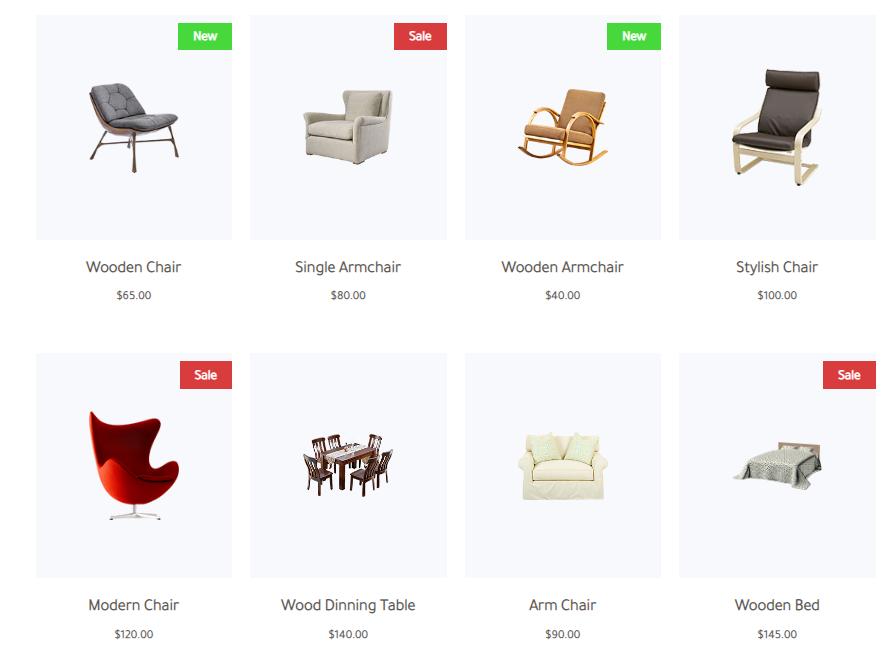 New
Sale
New
Wooden Chair
Single Armchair
Wooden Armchair
Stylish Chair
$65.00
$80.00
$40.00
$100.00
Sale
Sale
Modern Chair
Wood Dinning Table
Arm Chair
Wooden Bed
$120.00
$140.00
$90.00
$145.00